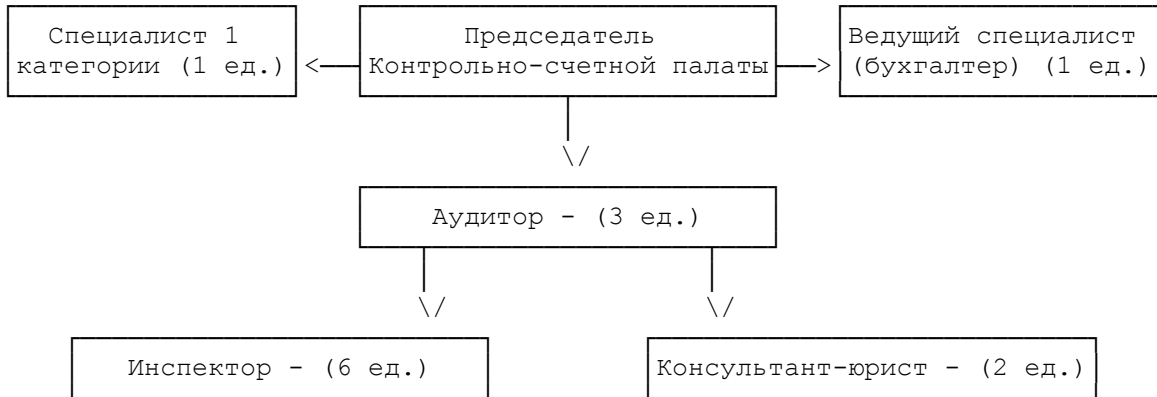 Специалист 1
категории (1 ед.)
Председатель
Контрольно-счетной палаты
Ведущий специалист
(бухгалтер) (1 ед.)
Аудитор - (3 ед.)
Инспектор - (6 ед.)
Консультант-юрист - (2 ед.)